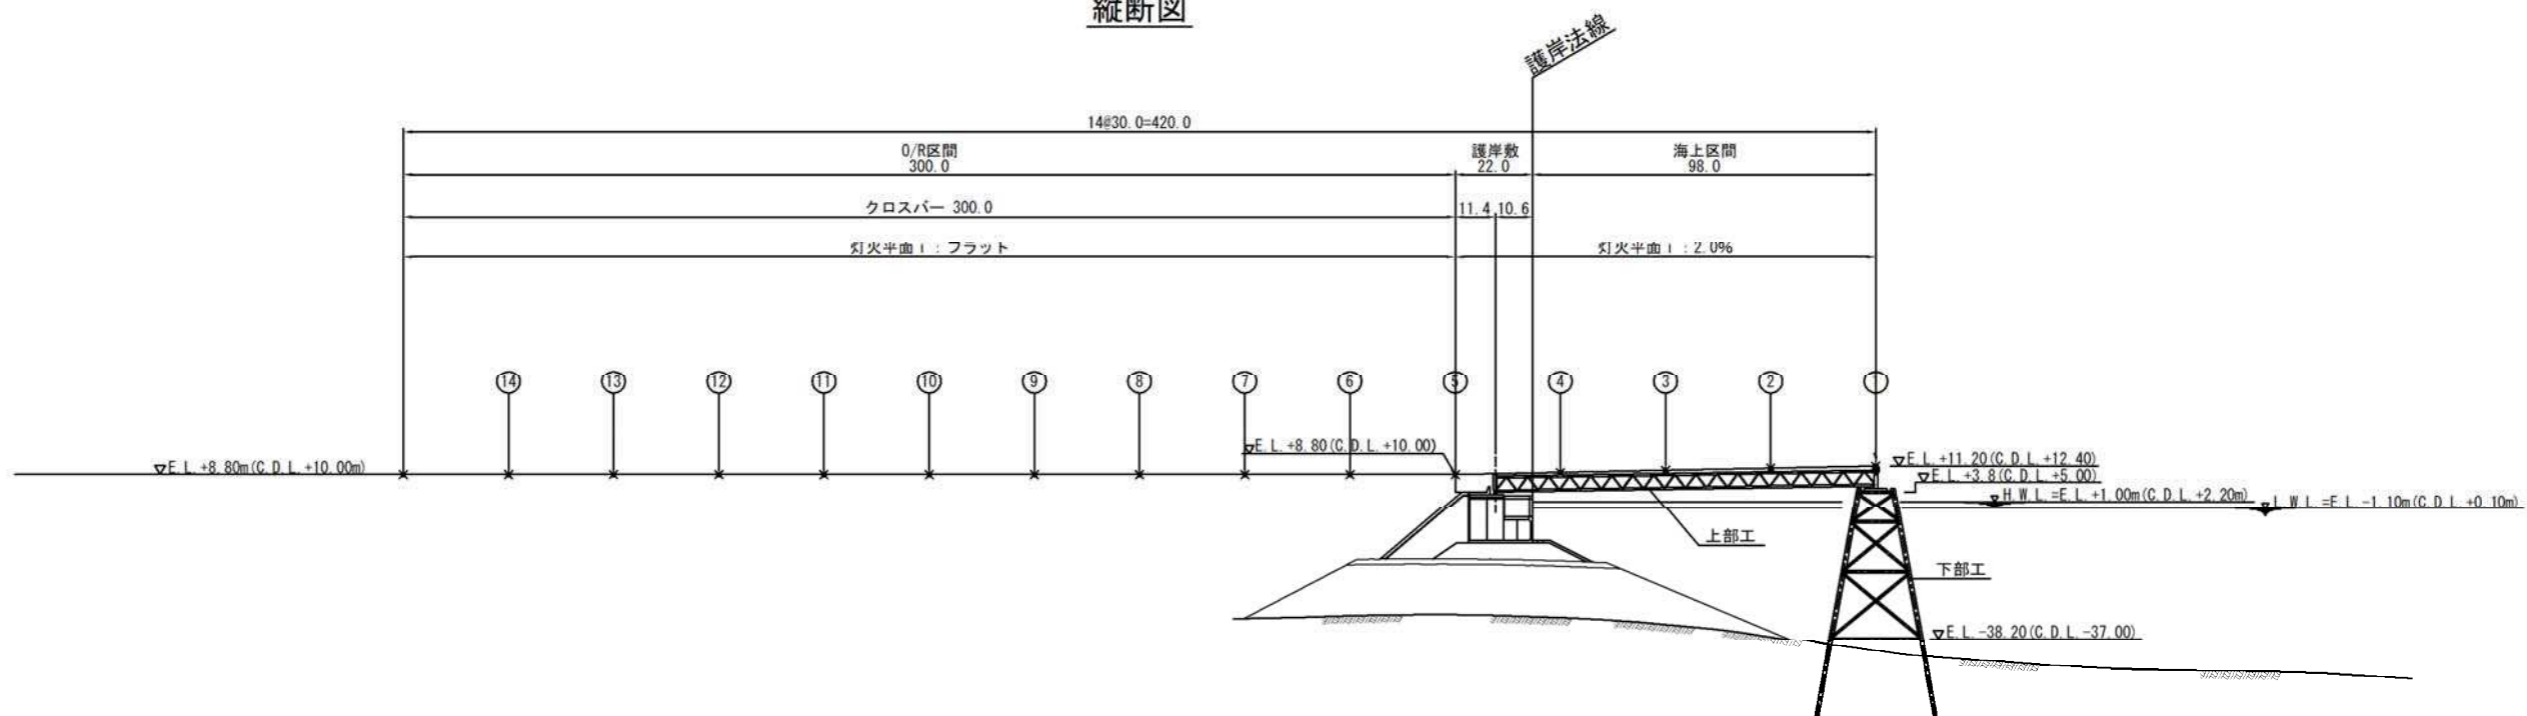 縦断図
護岸法線
14@30.0=420.0
O/R区間
300.0
護岸敷
22.0
海上区間
98.0
クロスバー 300.0
11.4 10.6
灯火平面 : フラット
灯火平面 : 2.0%
14 13 12 11 10 9 8 7 6 5 4 3 2 1
▽E.L.+8.80(C.D.L.+10.00)
▽E.L.+8.80m(C.D.L.+10.00m)
▽E.L.+11.20(C.D.L.+12.40)
▽E.L.+3.8(C.D.L.+5.00)
H.W.L.=E.L.+1.00m(C.D.L.+2.20m)
L.W.L.=E.L.-1.10m(C.D.L.+0.10m)
上部工
下部工
▽E.L.-38.20(C.D.L.-37.00)